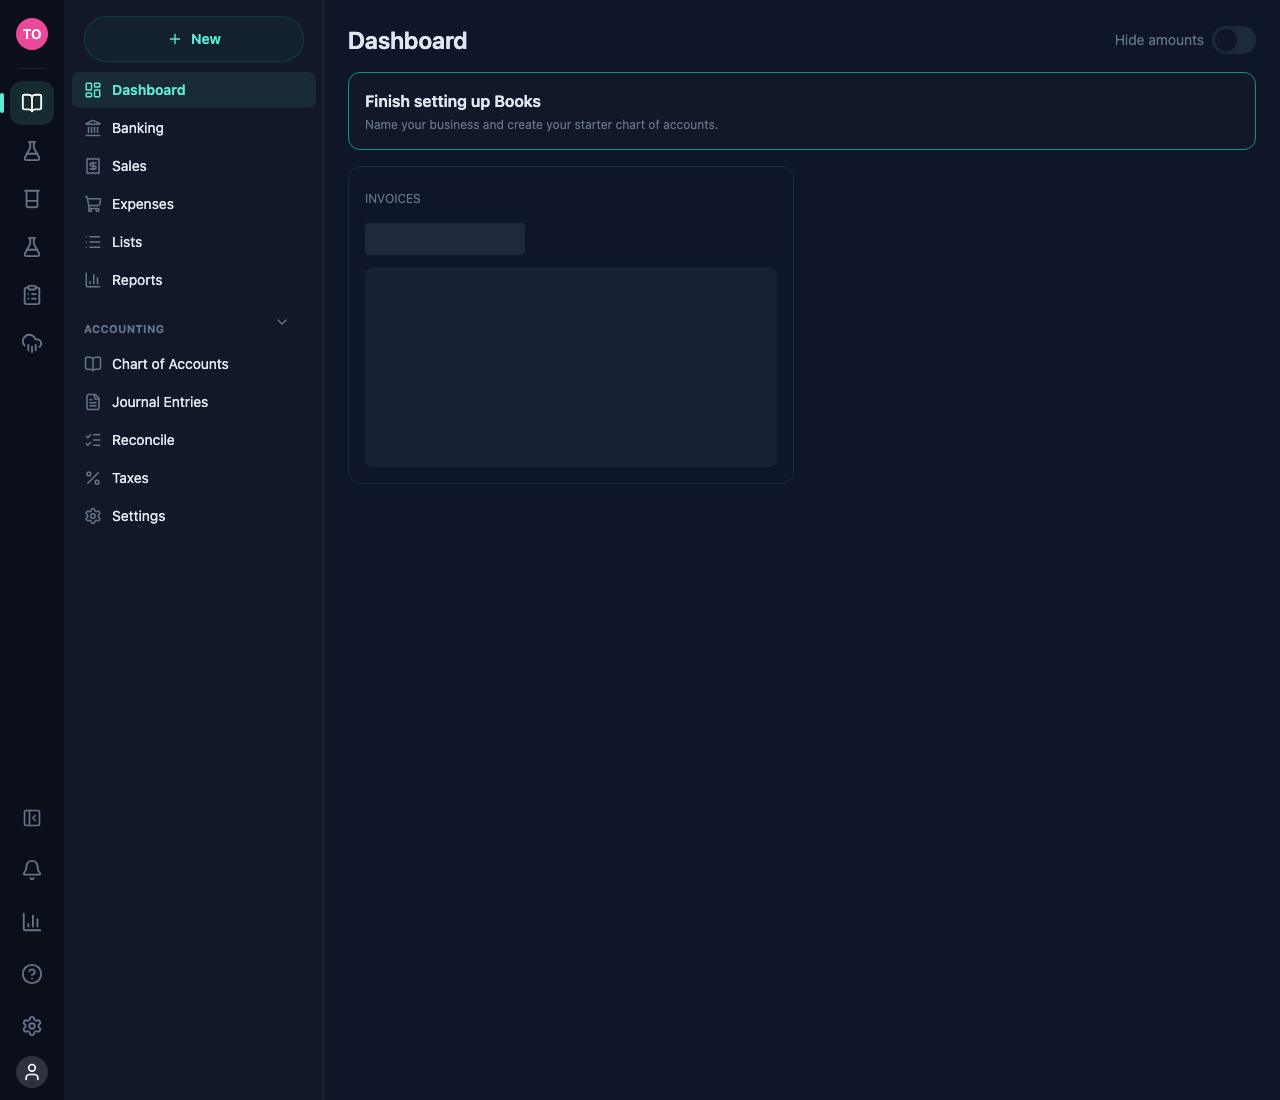 TO
New
Dashboard
Banking
Sales
Expenses
Lists
Reports
ACCOUNTING
Chart of Accounts
Journal Entries
Reconcile
Taxes
Settings
Dashboard
Hide amounts
Finish setting up Books
Name your business and create your starter chart of accounts.
INVOICES